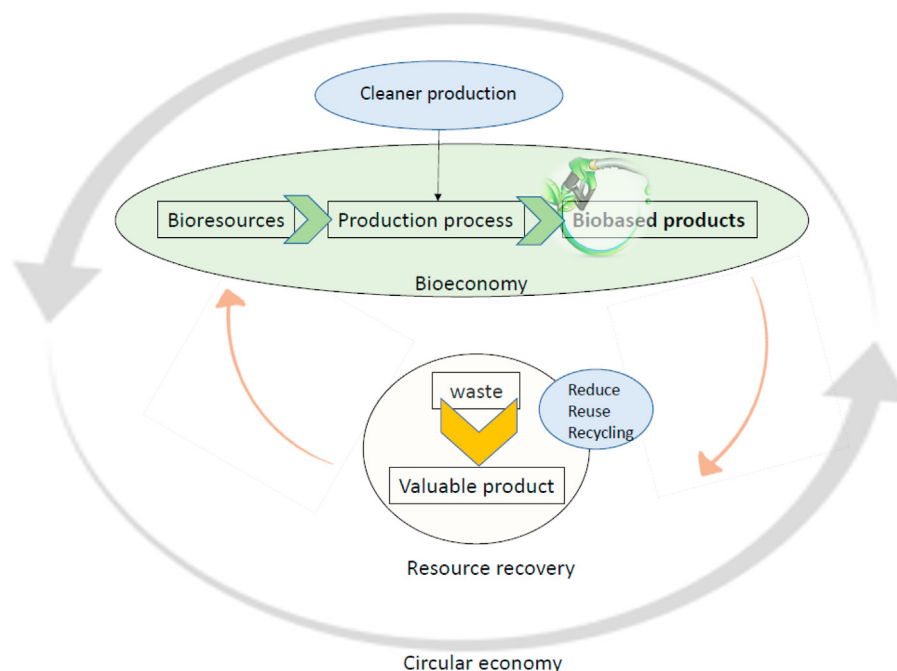 Cleaner production
Bioresources
Production process
Biobased products
Bioeconomy
waste
Reduce
Reuse
Recycling
Valuable product
Resource recovery
Circular economy